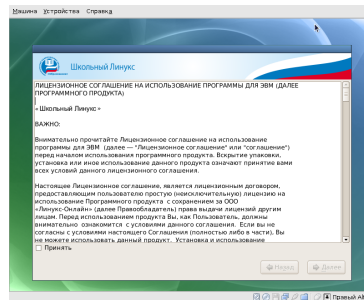 Машина Устройства Справка
Школьный Линукс
ЛИЦЕНЗИОННОЕ СОГЛАШЕНИЕ НА ИСПОЛЬЗОВАНИЕ ПРОГРАММЫ ДЛЯ ЭВМ (ДАЛЕЕ
ПРОГРАММНОГО ПРОДУКТА)
«Школьный Линукс»
ВАЖНО:
Внимательно прочитайте Лицензионное соглашение на использование
программы для ЭВМ (далее — "Лицензионное соглашение" или "соглашение")
перед началом использования программного продукта. Вскрытие упаковки,
установка или иное использование данного продукта означают принятие вами
всех условий данного лицензионного соглашения.
Настоящее Лицензионное соглашение, является лицензионным договором,
предоставляющим пользователю простую (неисключительную) лицензию на
использование Программного продукта с сохранением за ООО
«Линукс-Онлайн» (далее Правообладатель) права выдачи лицензий другим
лицам. Перед использованием продукта Вы, как Пользователь, должны
внимательно ознакомится с условиями данного соглашения. Если вы не
согласны с условиями настоящего Соглашения (полностью либо в части), Вы
не можете использовать данный продукт. Установка и использование
Принять
Назад Далее
Правый